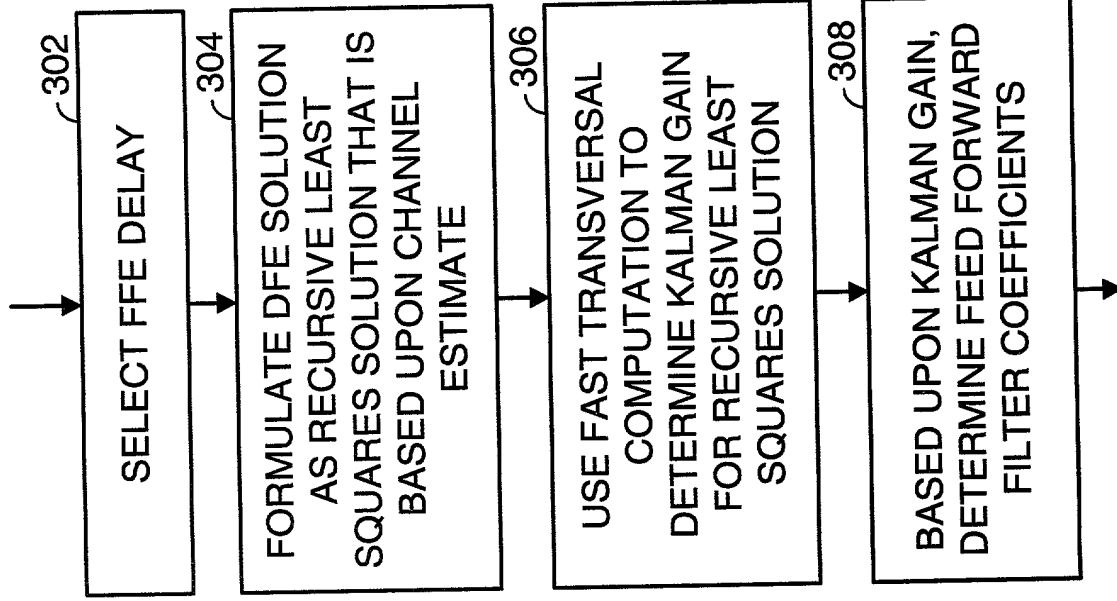 302
SELECT FFE DELAY
304
FORMULATE DFE SOLUTION
AS RECURSIVE LEAST
SQUARES SOLUTION THAT IS
BASED UPON CHANNEL
ESTIMATE
306
USE FAST TRANSVERSAL
COMPUTATION TO
DETERMINE KALMAN GAIN
FOR RECURSIVE LEAST
SQUARES SOLUTION
308
BASED UPON KALMAN GAIN,
DETERMINE FEED FORWARD
FILTER COEFFICIENTS